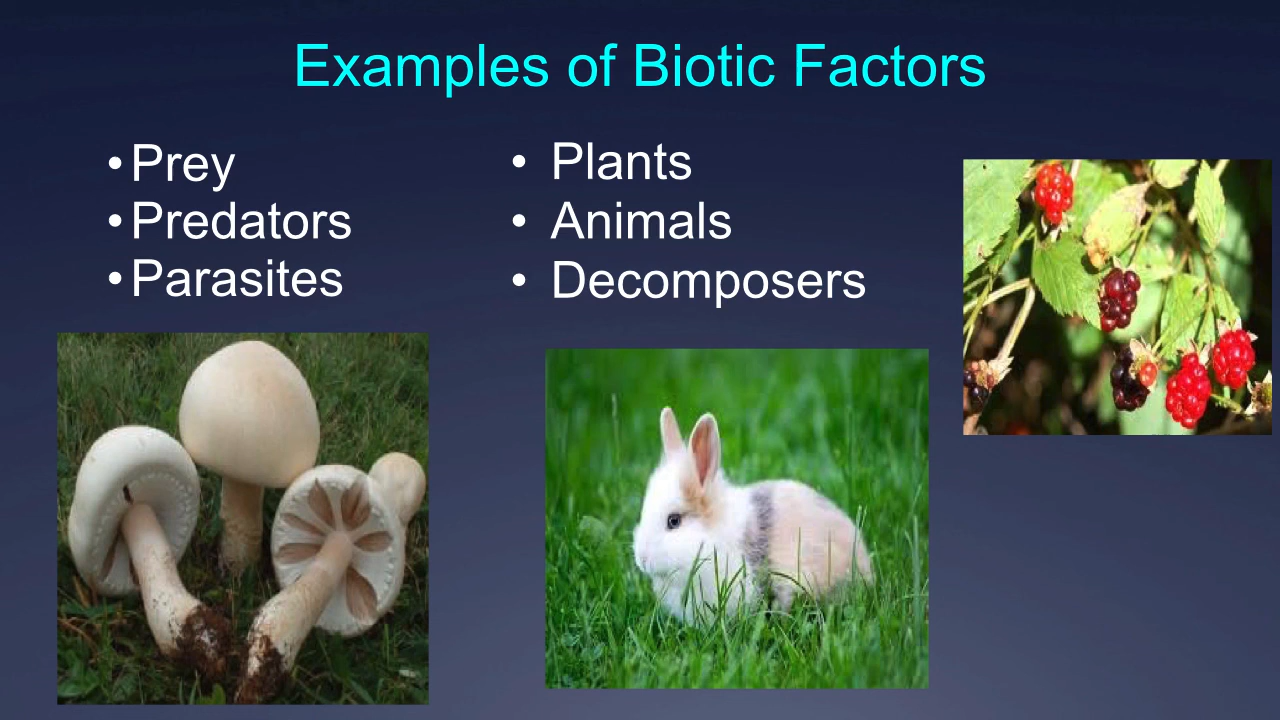 Examples of Biotic Factors
•Prey
•Predators
•Parasites
• Plants
• Animals
• Decomposers